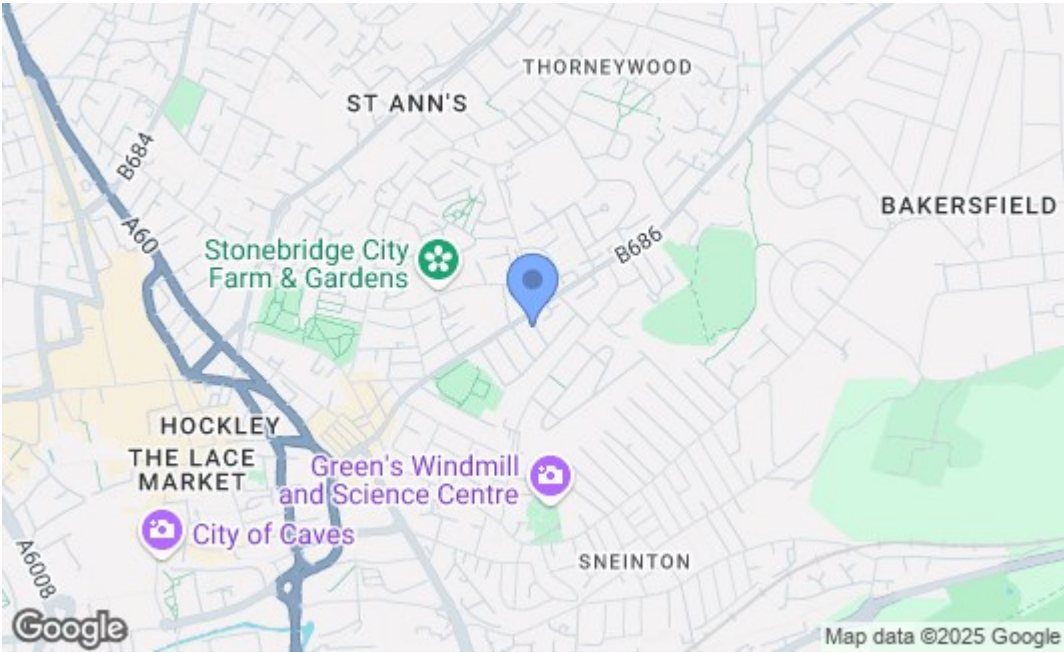 THORNEYWOOD
ST ANN'S
B684
BAKERSFIELD
A60
B686
Stonebridge City
Farm & Gardens
HOCKLEY
THE LACE
MARKET
Green's Windmill
and Science Centre
City of Caves
A6008
SNEINTON
Google
Map data ©2025 Google